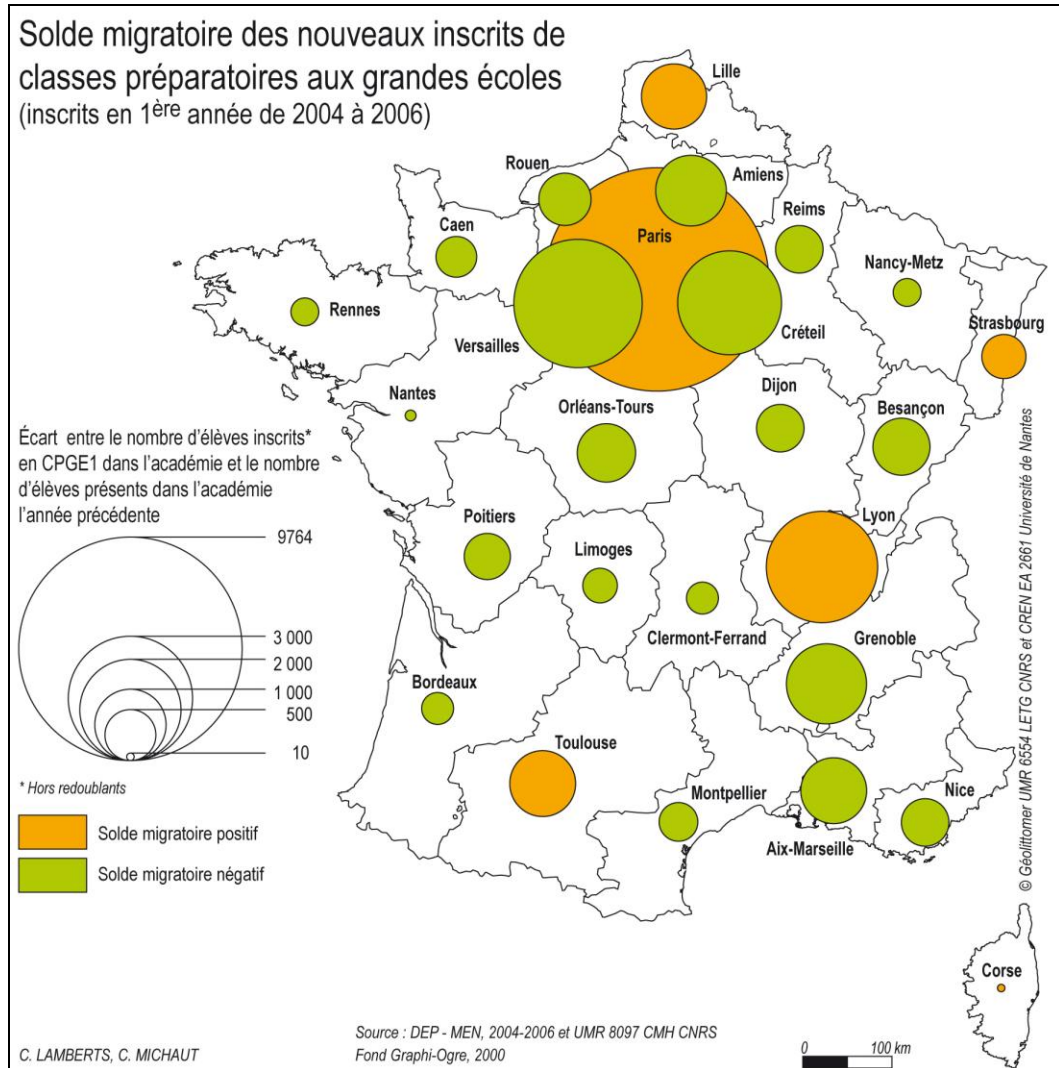 Solde migratoire des nouveaux inscrits de
classes préparatoires aux grandes écoles
(inscrits en 1ère année de 2004 à 2006)
Lille
Rouen
Amiens
Caen
Paris
Reims
Nancy-Metz
Rennes
Strasbourg
Versailles
Créteil
Nantes
Orléans-Tours
Dijon
Besançon
Écart entre le nombre d'élèves inscrits*
en CPGE1 dans l'académie et le nombre
d'élèves présents dans l'académie
l'année précédente
9764
3 000
2 000
1 000
500
10
* Hors redoublants
Solde migratoire positif
Solde migratoire négatif
Poitiers
Limoges
Lyon
Clermont-Ferrand
Grenoble
Bordeaux
Toulouse
Montpellier
Nice
Aix-Marseille
Corse
© Géolittomer UMR 6554 LETG CNRS et CREN EA 2661 Université de Nantes
C. LAMBERTS, C. MICHAUT
Source : DEP - MEN, 2004-2006 et UMR 8097 CMH CNRS
Fond Graphi-Ogre, 2000
0 100 km